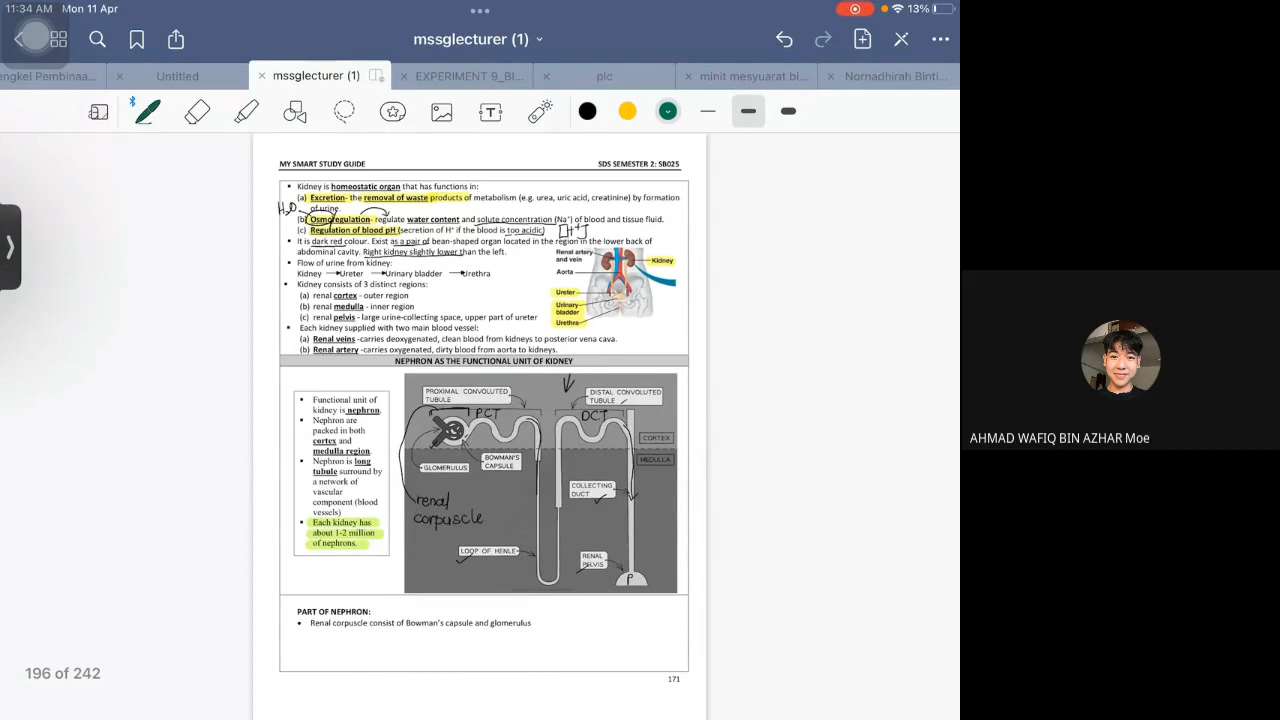 11:34 AM Mon 11 Apr
13%
mssglecturer (1)
engkel Pembinaa...
Untitled
mssglecturer (1)
EXPERIMENT 9_BI...
plc
minit mesyuarat bi...
Nornadhirah Binti...
MY SMART STUDY GUIDE
SDS SEMESTER 2: SB025
Kidney is homeostatic organ that has functions in:
(a) Excretion- the removal of waste products of metabolism (e.g. urea, uric acid, creatinine) by formation
of urine.
H₂O
(b) Osmoregulation- regulate water content and solute concentration (Na⁺) of blood and tissue fluid.
(c) Regulation of blood pH (secretion of H⁺ if the blood is too acidic)
[H⁺]
It is dark red colour. Exist as a pair of bean-shaped organ located in the region in the lower back of
abdominal cavity. Right kidney slightly lower than the left.
Flow of urine from kidney:
Kidney → Ureter → Urinary bladder → Urethra
Kidney consists of 3 distinct regions:
(a) renal cortex - outer region
(b) renal medulla - inner region
(c) renal pelvis - large urine-collecting space, upper part of ureter
Each kidney supplied with two main blood vessel:
(a) Renal veins -carries deoxygenated, clean blood from kidneys to posterior vena cava.
(b) Renal artery -carries oxygenated, dirty blood from aorta to kidneys.
Renal artery
and vein
Kidney
Aorta
Ureter
Urinary
bladder
Urethra
NEPHRON AS THE FUNCTIONAL UNIT OF KIDNEY
Functional unit
of kidney is nephron.
Nephron are
packed in both
cortex and
medulla region.
Nephron is long
tubule surround by
a network of
vascular
component (blood
vessels)
Each kidney has
about 1-2 million
of nephrons.
PROXIMAL CONVOLUTED
TUBULE
DISTAL CONVOLUTED
TUBULE
PCT
DCT
CORTEX
MEDULLA
BOWMAN'S
CAPSULE
GLOMERULUS
COLLECTING
DUCT
renal
corpuscle
LOOP OF HENLE
RENAL
PELVIS
P
PART OF NEPHRON:
Renal corpuscle consist of Bowman's capsule and glomerulus
196 of 242
171
AHMAD WAFIQ BIN AZHAR Moe